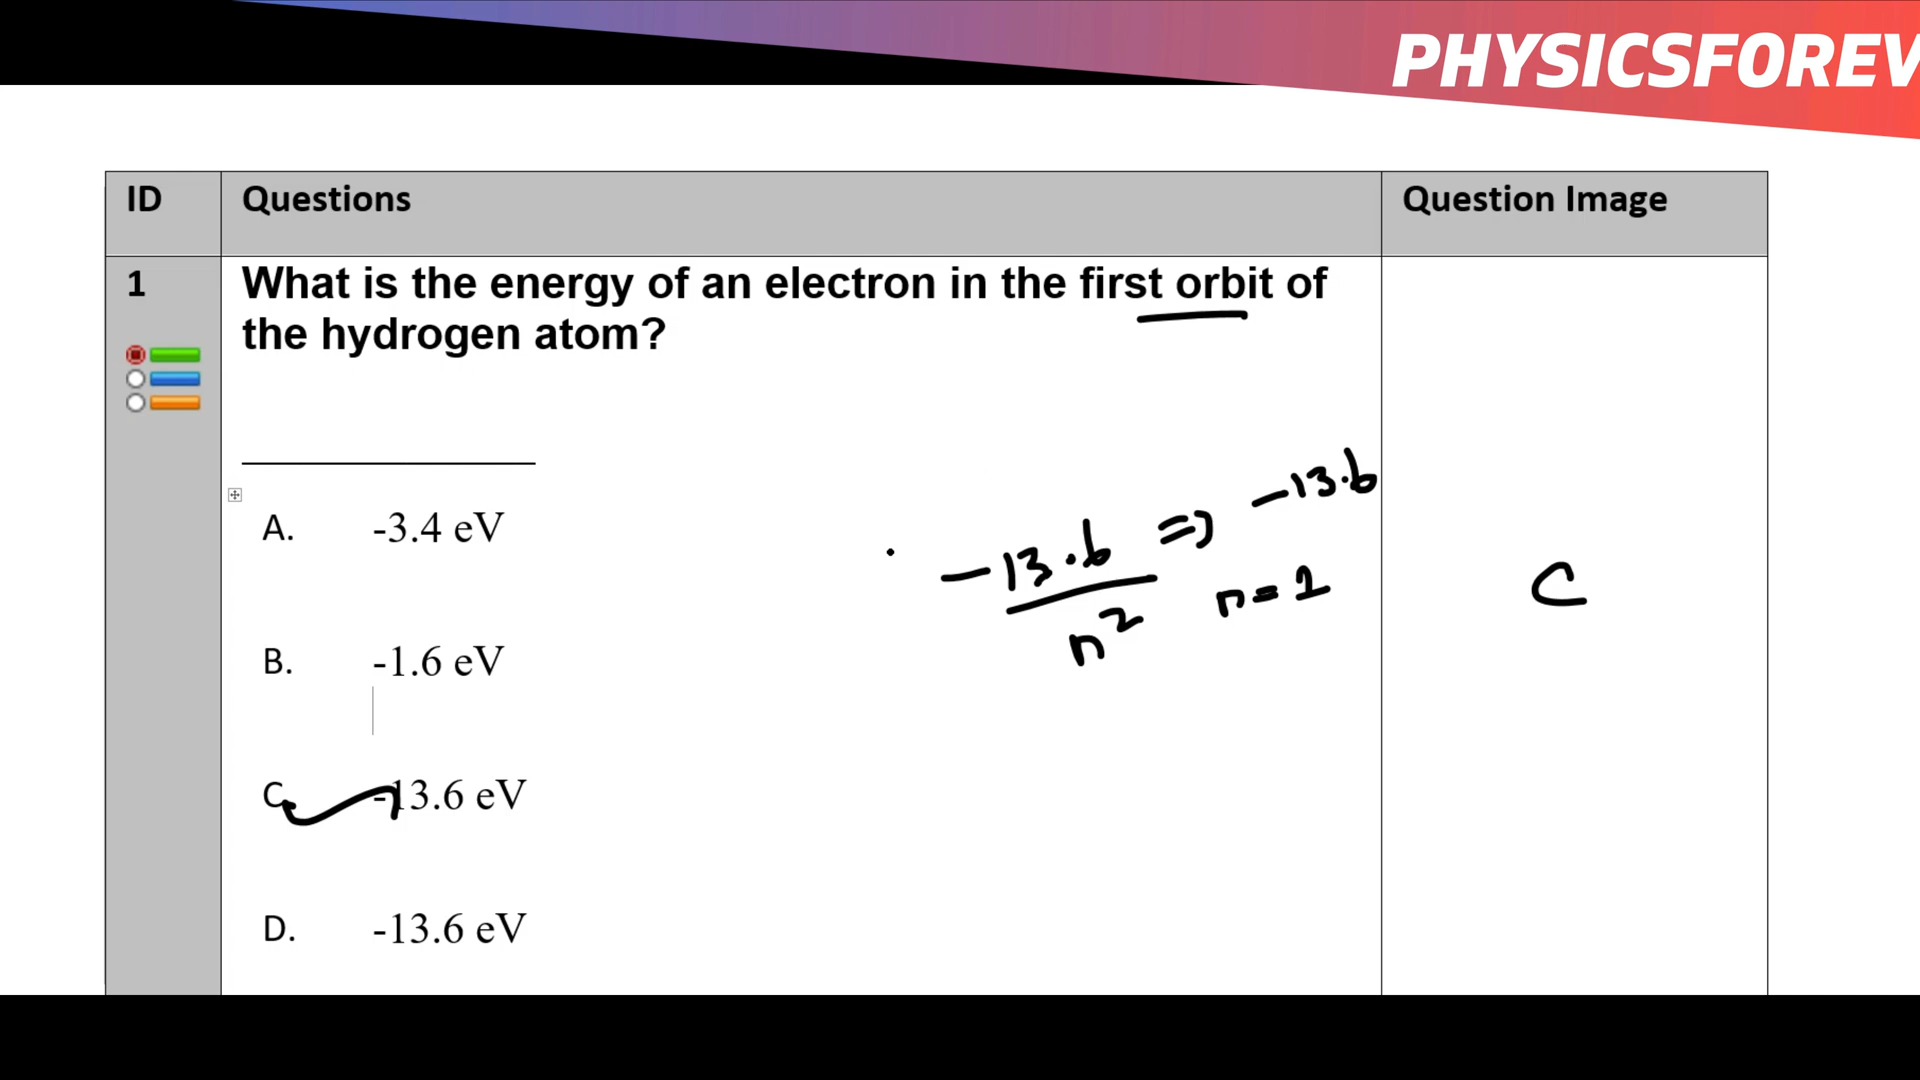 PHYSICSFOREV
ID Questions Question Image
1 What is the energy of an electron in the first orbit of
the hydrogen atom?
A. -3.4 eV
-13.6 => -13.6
n² n=1
C
B. -1.6 eV
C -13.6 eV
D. -13.6 eV